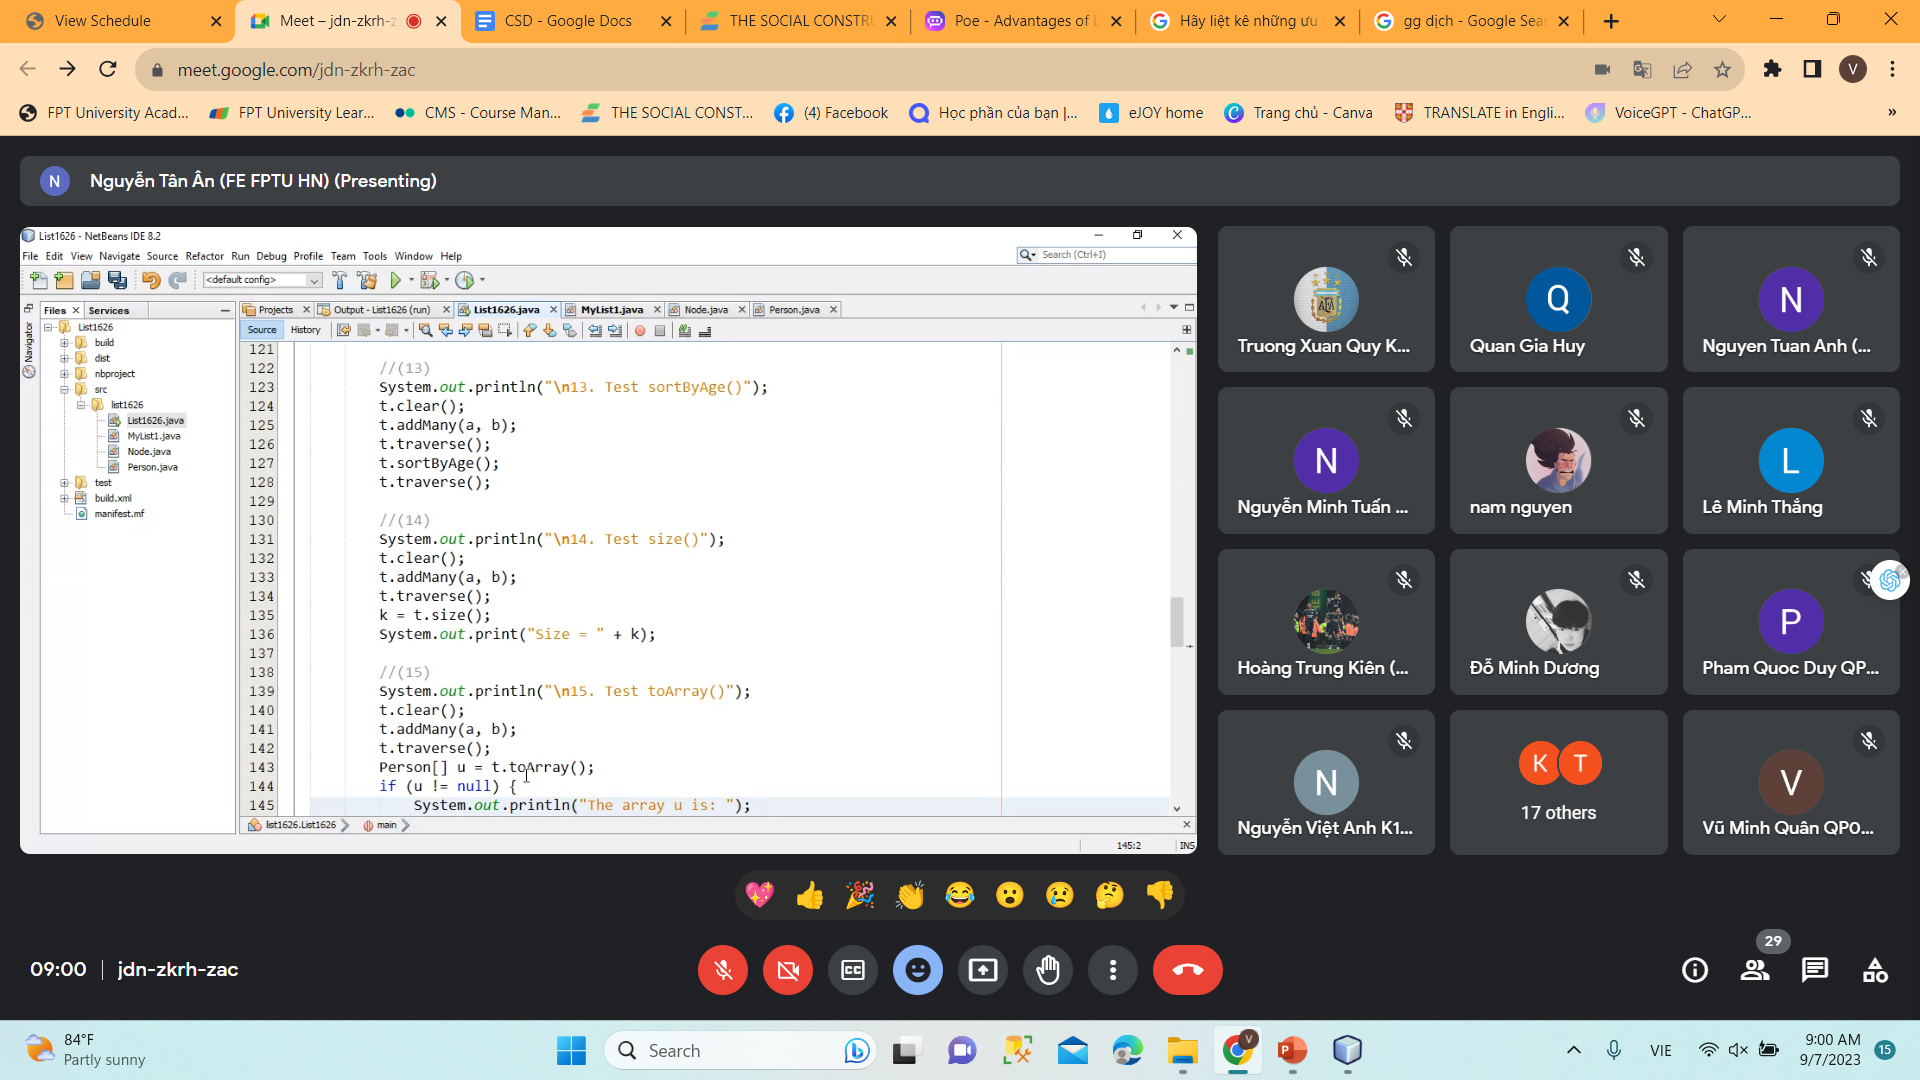 View Schedule
Meet – jdn-zkrh-z
CSD - Google Docs
THE SOCIAL CONSTRU
Poe - Advantages of L
Hãy liệt kê những ưu
gg dịch - Google Sear
meet.google.com/jdn-zkrh-zac
V
FPT University Acad...
FPT University Lear...
CMS - Course Man...
THE SOCIAL CONST...
(4) Facebook
Học phần của bạn |...
eJOY home
Trang chủ - Canva
TRANSLATE in Engli...
VoiceGPT - ChatGP...
»
N
Nguyễn Tân Ân (FE FPTU HN) (Presenting)
List1626 - NetBeans IDE 8.2
File Edit View Navigate Source Refactor Run Debug Profile Team Tools Window Help
Search (Ctrl+I)
<default config>
Files
Services
Projects
Output - List1626 (run)
List1626.java
MyList1.java
Node.java
Person.java
Navigator
Source
History
List1626
build
dist
nbproject
src
list1626
List1626.java
MyList1.java
Node.java
Person.java
test
build.xml
manifest.mf
121
122 //(13)
123 System.out.println("\n13. Test sortByAge()");
124 t.clear();
125 t.addMany(a, b);
126 t.traverse();
127 t.sortByAge();
128 t.traverse();
129
130 //(14)
131 System.out.println("\n14. Test size()");
132 t.clear();
133 t.addMany(a, b);
134 t.traverse();
135 k = t.size();
136 System.out.print("Size = " + k);
137
138 //(15)
139 System.out.println("\n15. Test toArray()");
140 t.clear();
141 t.addMany(a, b);
142 t.traverse();
143 Person[] u = t.toArray();
144 if (u != null) {
145 System.out.println("The array u is: ");
list1626.List1626
main
145:2
INS
Truong Xuan Quy K...
Q
Quan Gia Huy
N
Nguyen Tuan Anh (...
N
Nguyễn Minh Tuấn ...
nam nguyen
L
Lê Minh Thắng
Hoàng Trung Kiên (...
Đỗ Minh Dương
P
Pham Quoc Duy QP...
N
Nguyễn Việt Anh K1...
K T
17 others
V
Vũ Minh Quân QP0...
09:00 | jdn-zkrh-zac
29
84°F
Partly sunny
Search
VIE
9:00 AM
9/7/2023
15